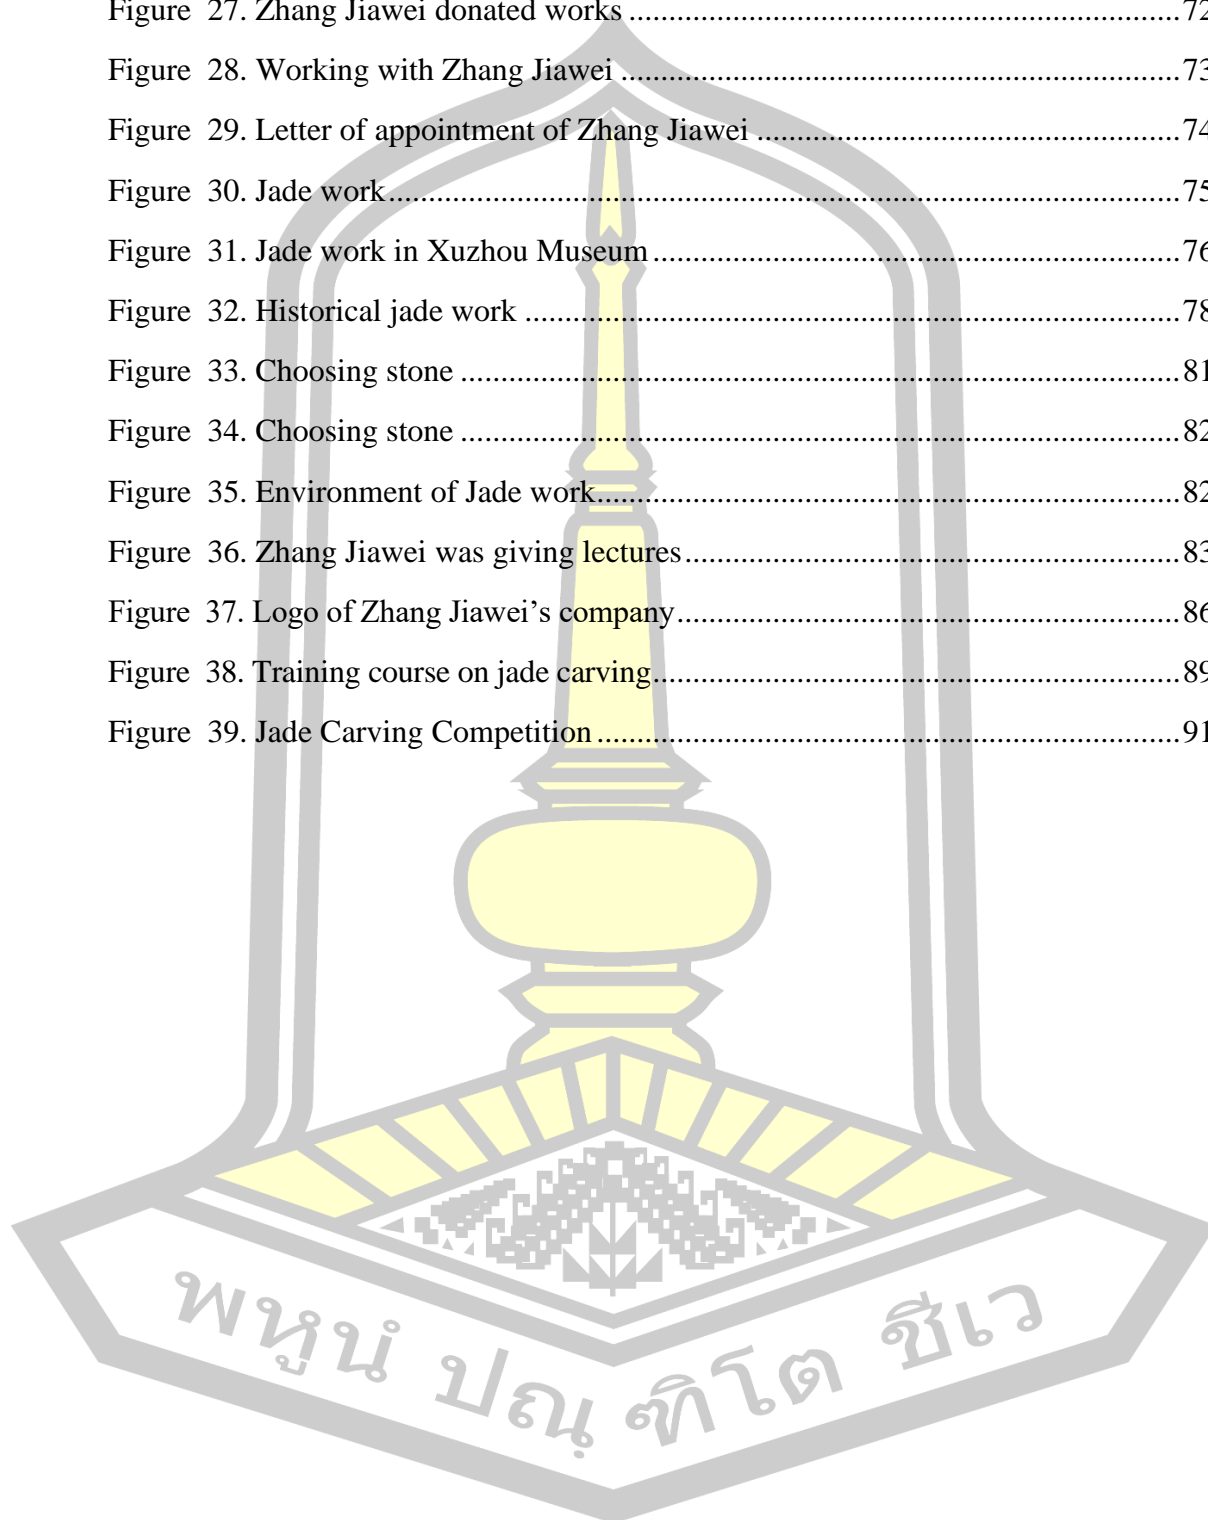 Figure 27. Zhang Jiawei donated works ........................................................................72
Figure 28. Working with Zhang Jiawei ........................................................................73
Figure 29. Letter of appointment of Zhang Jiawei ......................................................74
Figure 30. Jade work.....................................................................................................75
Figure 31. Jade work in Xuzhou Museum ...................................................................76
Figure 32. Historical jade work ...................................................................................78
Figure 33. Choosing stone ...........................................................................................81
Figure 34. Choosing stone ...........................................................................................82
Figure 35. Environment of Jade work..........................................................................82
Figure 36. Zhang Jiawei was giving lectures...............................................................83
Figure 37. Logo of Zhang Jiawei’s company...............................................................86
Figure 38. Training course on jade carving..................................................................89
Figure 39. Jade Carving Competition ..........................................................................91
พหูนํ ปณฺฑิโต ชีเว